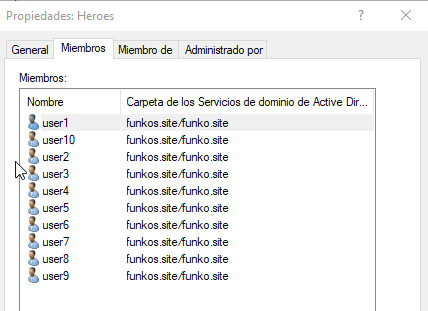 Propiedades: Heroes
General Miembros Miembro de Administrado por
Miembros:
Nombre Carpeta de los Servicios de dominio de Active Dir...
user1 funkos.site/funko.site
user10 funkos.site/funko.site
user2 funkos.site/funko.site
user3 funkos.site/funko.site
user4 funkos.site/funko.site
user5 funkos.site/funko.site
user6 funkos.site/funko.site
user7 funkos.site/funko.site
user8 funkos.site/funko.site
user9 funkos.site/funko.site